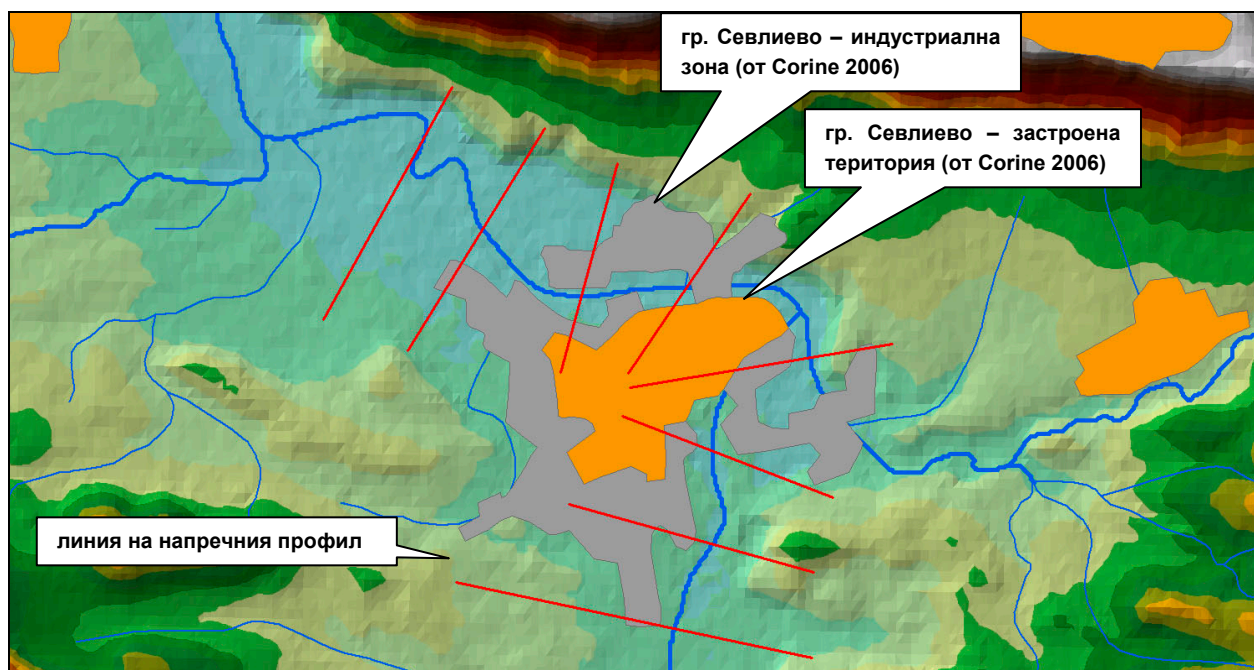 гр. Севлиево – индустриална
зона (от Corine 2006)
гр. Севлиево – застроена
територия (от Corine 2006)
линия на напречния профил